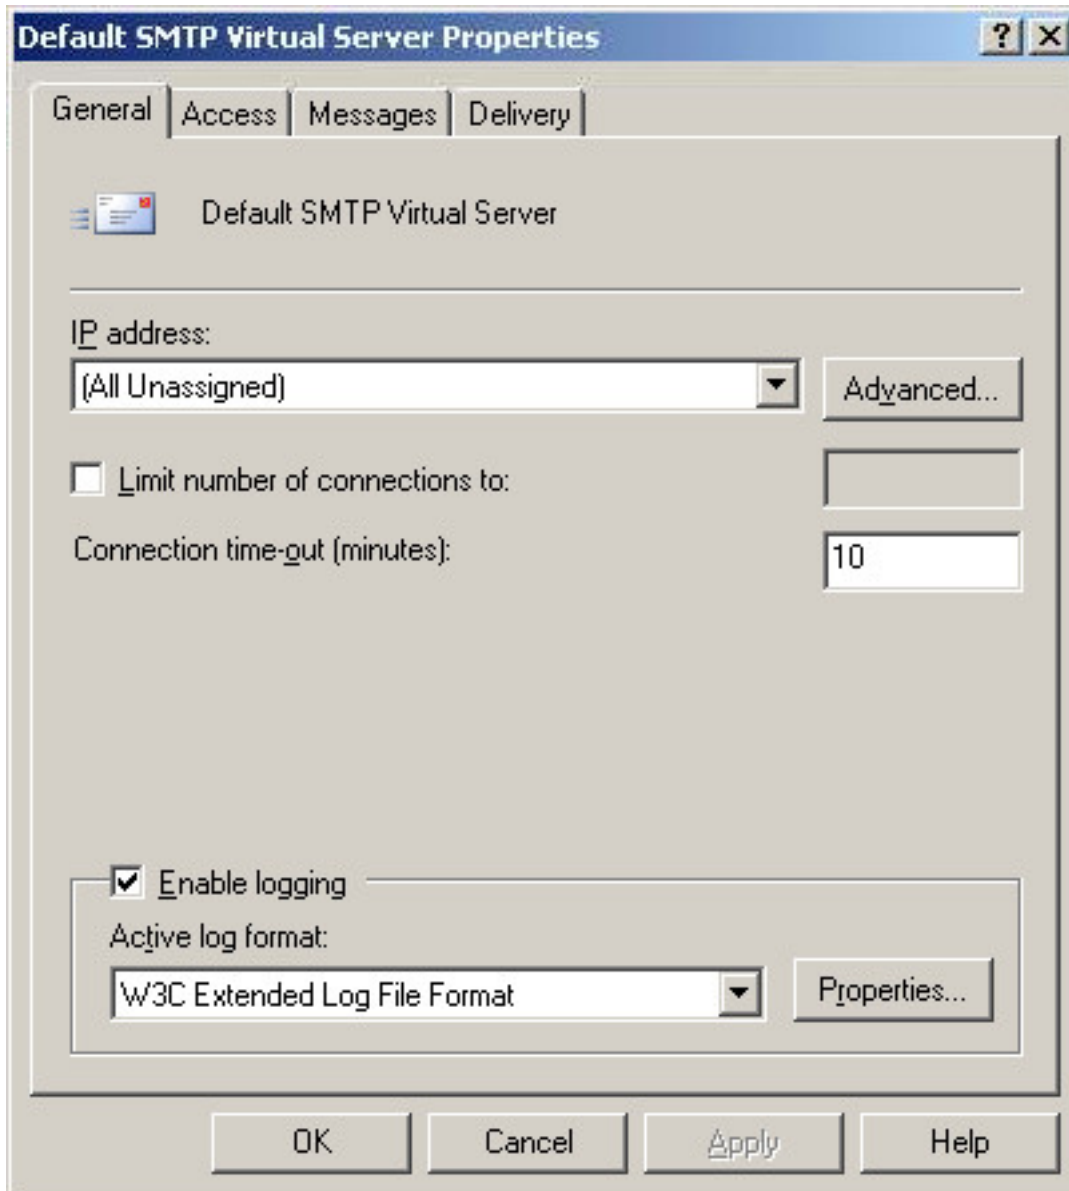 Default SMTP Virtual Server Properties
General Access Messages Delivery
Default SMTP Virtual Server
IP address:
(All Unassigned) Advanced...
Limit number of connections to:
Connection time-out (minutes): 10
Enable logging
Active log format:
W3C Extended Log File Format Properties...
OK Cancel Apply Help